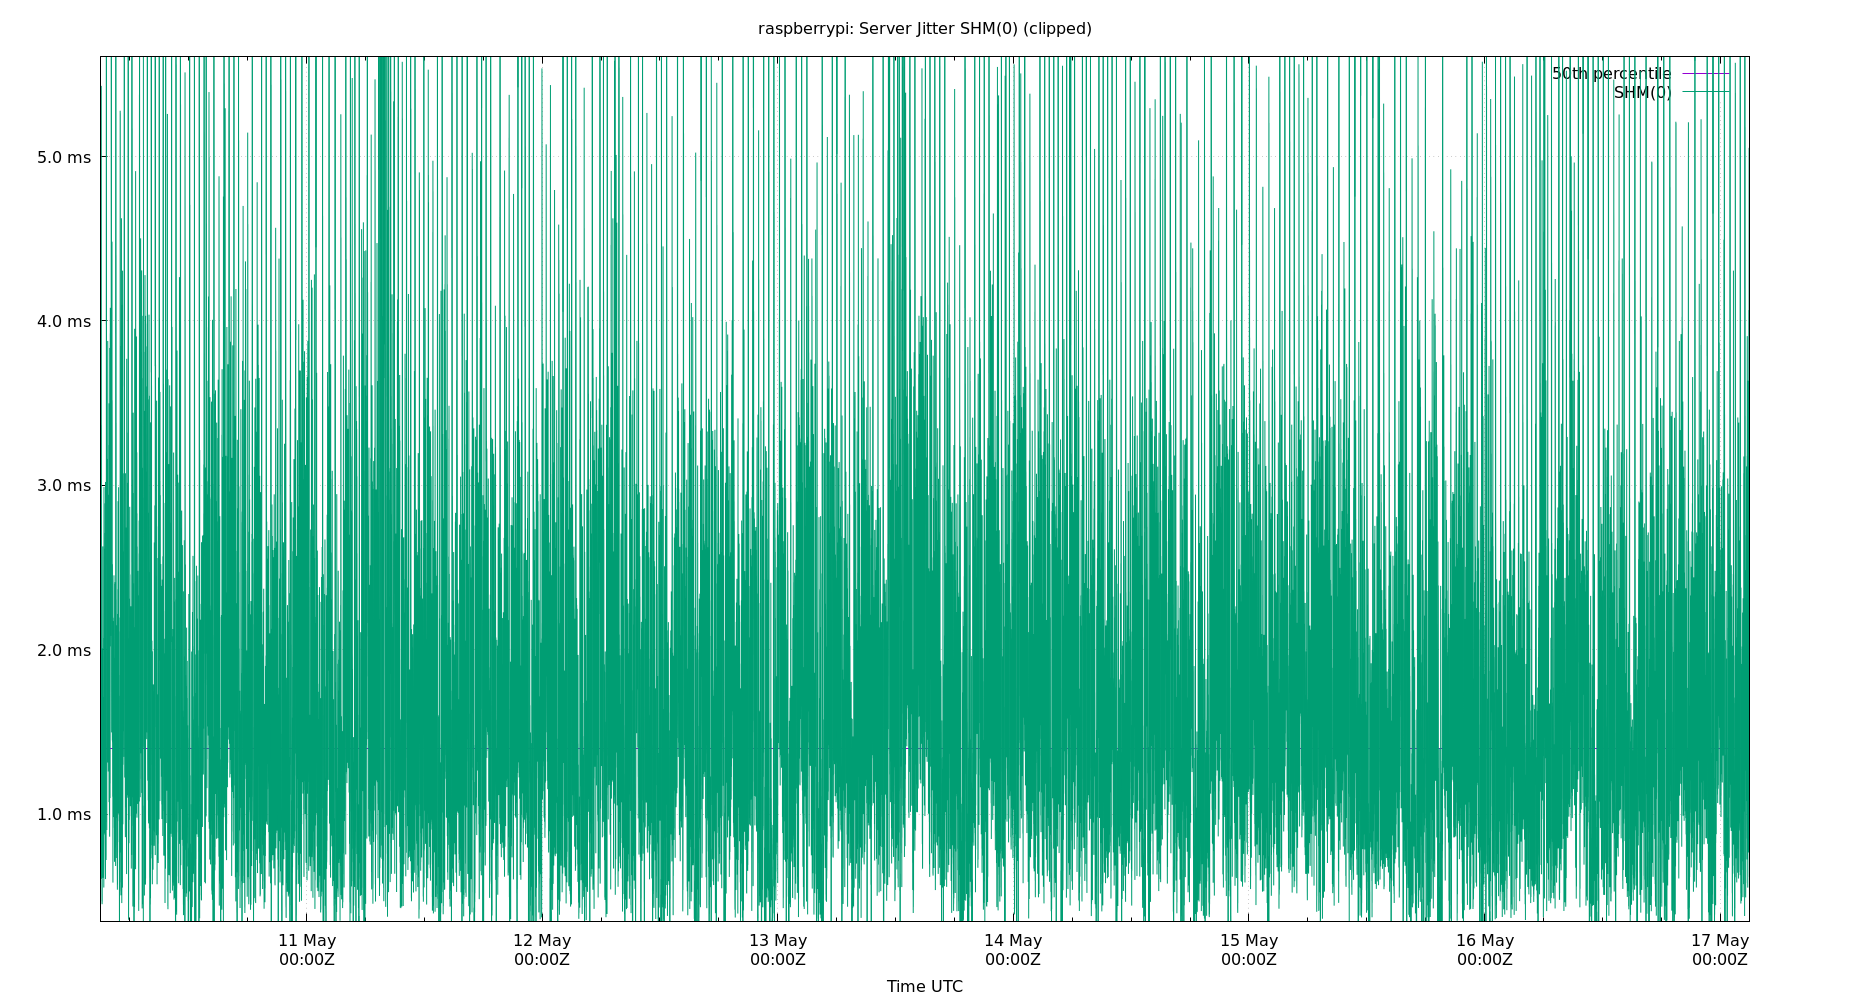 raspberrypi: Server Jitter SHM(0) (clipped)
50th percentile
SHM(0)
5.0 ms
4.0 ms
3.0 ms
2.0 ms
1.0 ms
11 May 12 May 13 May 14 May 15 May 16 May 17 May
00:00Z 00:00Z 00:00Z 00:00Z 00:00Z 00:00Z 00:00Z
Time UTC